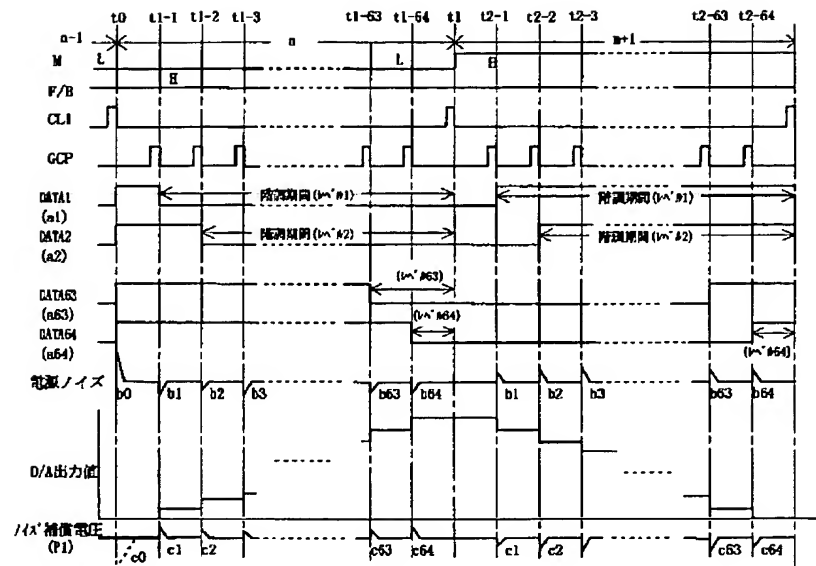 t0 t1-1 t1-2 t1-3 t1-63 t1-64 t1 t2-1 t2-2 t2-3 t2-63 t2-64
n-1 n m+1
M L L H
H
F/B
CL1
GCP
DATA1 階調期間(ﾚﾍﾞﾙ#1) 階調期間(ﾚﾍﾞﾙ#1)
(a1)
DATA2 階調期間(ﾚﾍﾞﾙ#2) 階調期間(ﾚﾍﾞﾙ#2)
(a2)
(ﾚﾍﾞﾙ#63)
DATA63
(a63) (ﾚﾍﾞﾙ#64)
DATA64
(a64) (ﾚﾍﾞﾙ#64)
電源ノイズ
b0 b1 b2 b3 b63 b64 b1 b2 b3 b63 b64
D/A出力値
ﾉｲｽﾞ補償電圧
(P1) c0 c1 c2 c63 c64 c1 c2 c63 c64